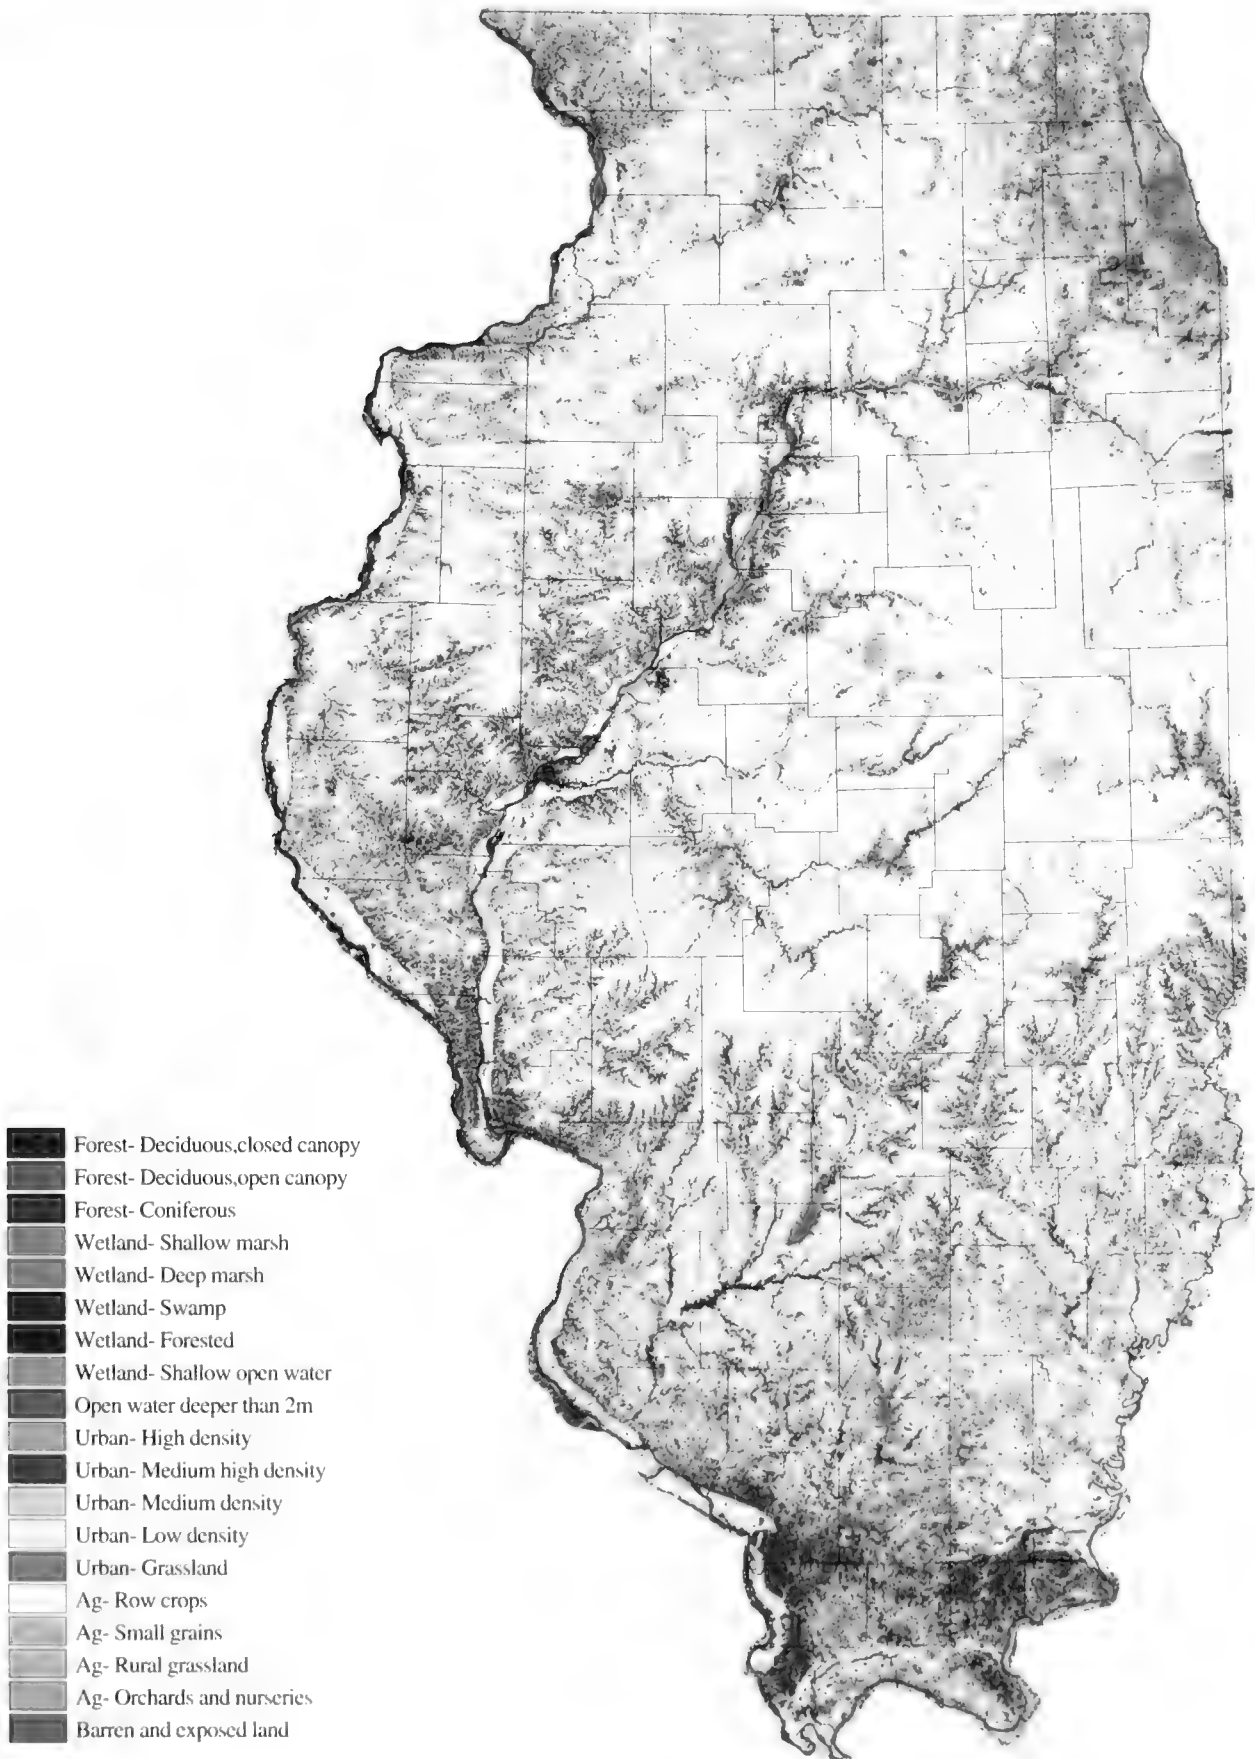 Forest- Deciduous,closed canopy
Forest- Deciduous,open canopy
Forest- Coniferous
Wetland- Shallow marsh
Wetland- Deep marsh
Wetland- Swamp
Wetland- Forested
Wetland- Shallow open water
Open water deeper than 2m
Urban- High density
Urban- Medium high density
Urban- Medium density
Urban- Low density
Urban- Grassland
Ag- Row crops
Ag- Small grains
Ag- Rural grassland
Ag- Orchards and nurseries
Barren and exposed land